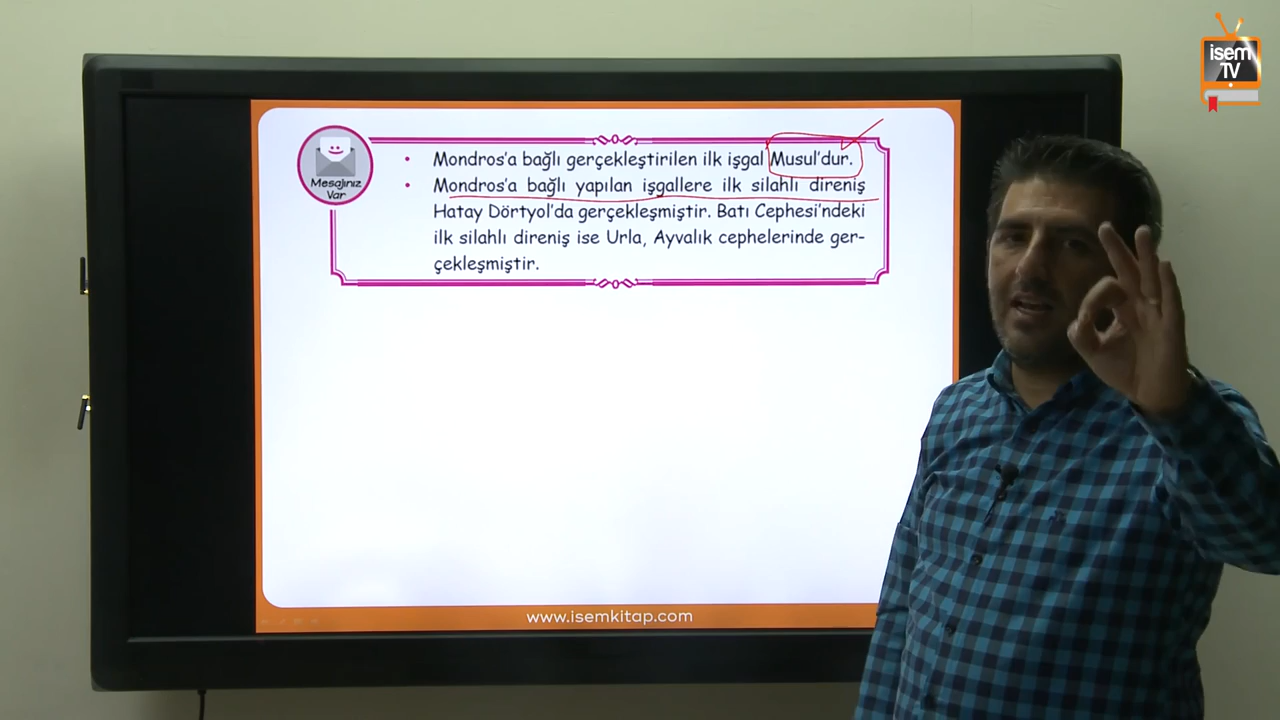 isem
TV
Mesajınız
Var
• Mondros'a bağlı gerçekleştirilen ilk işgal Musul'dur.
• Mondros'a bağlı yapılan işgallere ilk silahlı direniş
Hatay Dörtyol'da gerçekleşmiştir. Batı Cephesi'ndeki
ilk silahlı direniş ise Urla, Ayvalık cephelerinde ger-
çekleşmiştir.
www.isemkitap.com